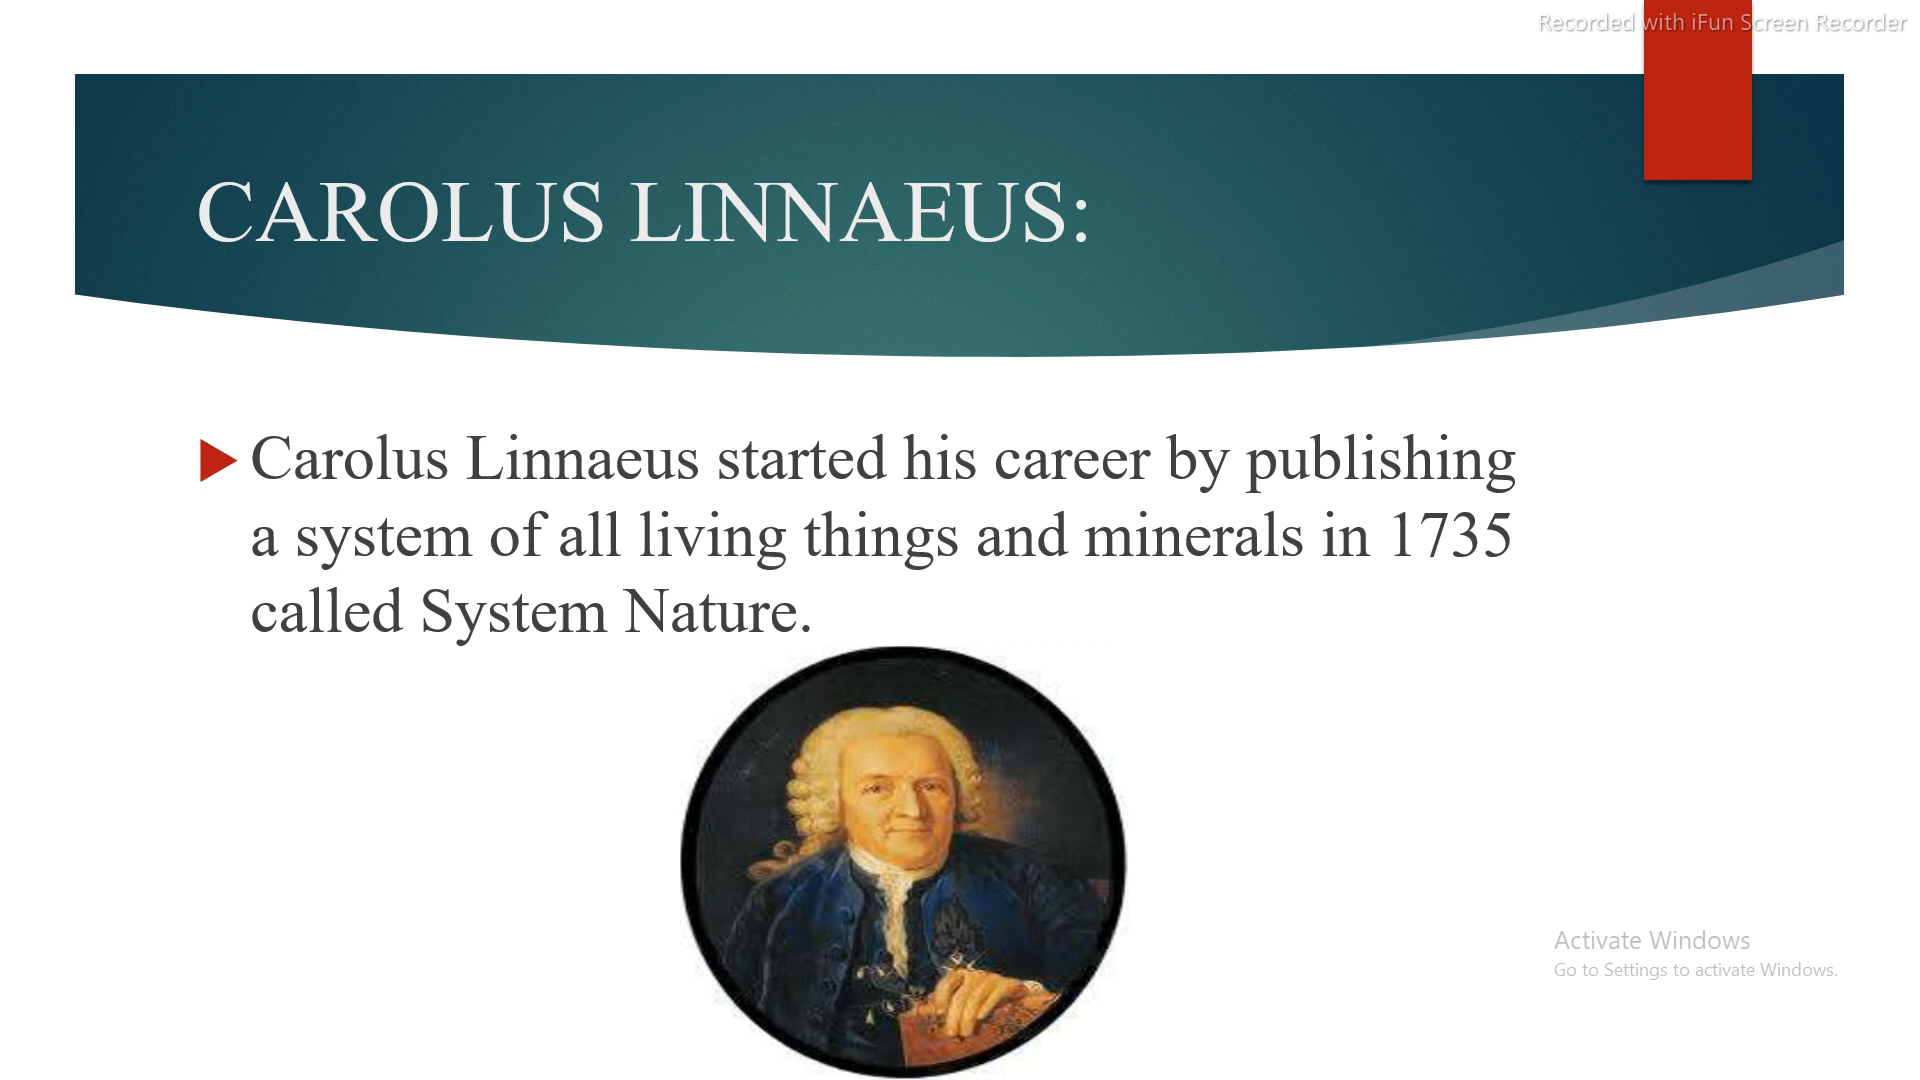 Recorded with iFun Screen Recorder
CAROLUS LINNAEUS:
Carolus Linnaeus started his career by publishing
a system of all living things and minerals in 1735
called System Nature.
Activate Windows
Go to Settings to activate Windows.